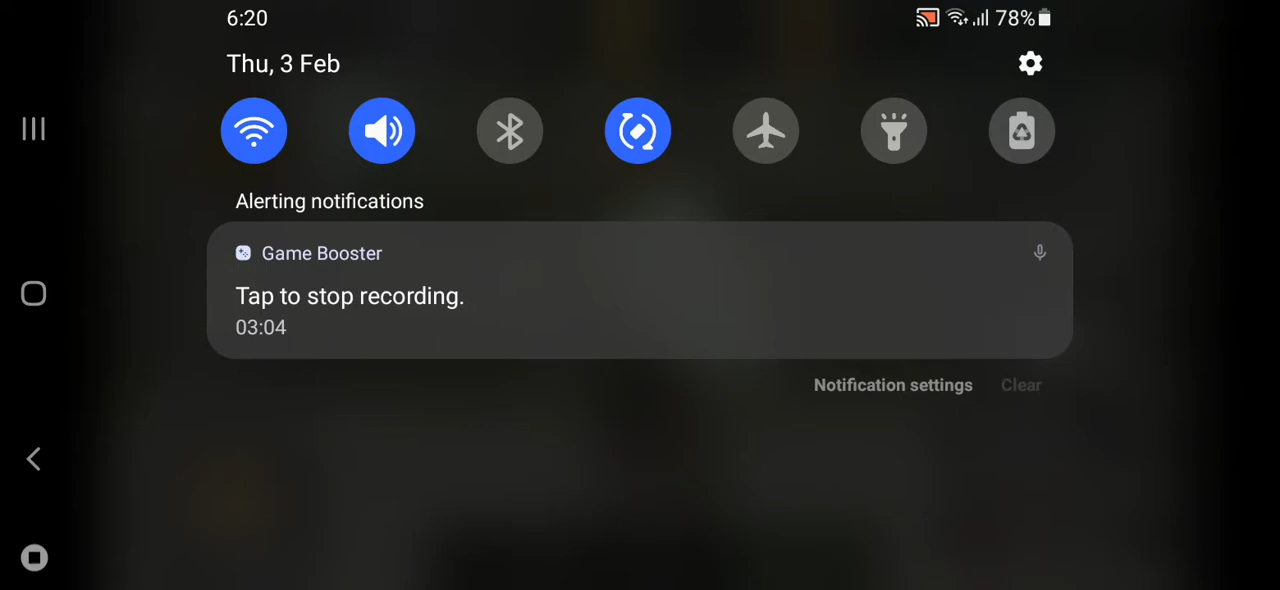 6:20
78%
Thu, 3 Feb
Alerting notifications
Game Booster
Tap to stop recording.
03:04
Notification settings
Clear